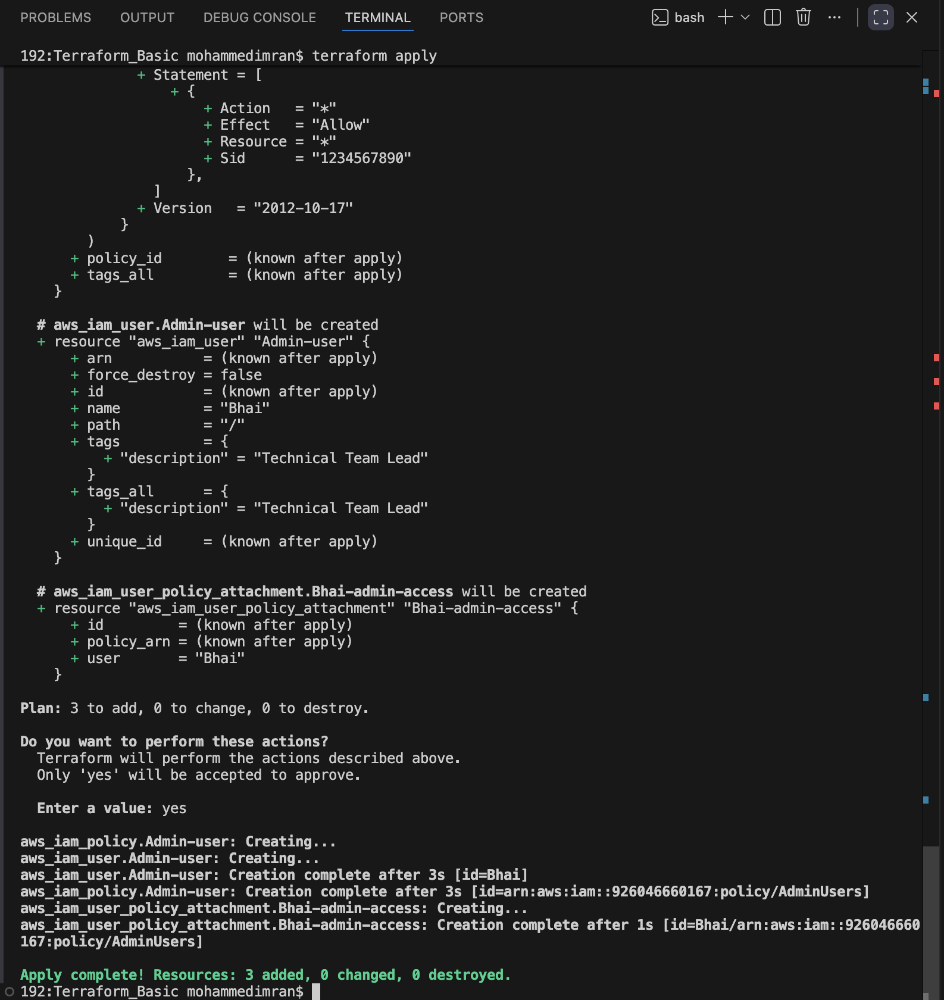 PROBLEMS OUTPUT DEBUG CONSOLE TERMINAL PORTS bash
192:Terraform_Basic mohammedimran$ terraform apply
+ Statement = [
+ {
+ Action   = "*"
+ Effect   = "Allow"
+ Resource = "*"
+ Sid      = "1234567890"
},
]
+ Version   = "2012-10-17"
}
)
+ policy_id        = (known after apply)
+ tags_all         = (known after apply)
}
# aws_iam_user.Admin-user will be created
+ resource "aws_iam_user" "Admin-user" {
+ arn           = (known after apply)
+ force_destroy = false
+ id            = (known after apply)
+ name          = "Bhai"
+ path          = "/"
+ tags          = {
+ "description" = "Technical Team Lead"
}
+ tags_all      = {
+ "description" = "Technical Team Lead"
}
+ unique_id     = (known after apply)
}
# aws_iam_user_policy_attachment.Bhai-admin-access will be created
+ resource "aws_iam_user_policy_attachment" "Bhai-admin-access" {
+ id         = (known after apply)
+ policy_arn = (known after apply)
+ user       = "Bhai"
}
Plan: 3 to add, 0 to change, 0 to destroy.
Do you want to perform these actions?
Terraform will perform the actions described above.
Only 'yes' will be accepted to approve.
Enter a value: yes
aws_iam_policy.Admin-user: Creating...
aws_iam_user.Admin-user: Creating...
aws_iam_user.Admin-user: Creation complete after 3s [id=Bhai]
aws_iam_policy.Admin-user: Creation complete after 3s [id=arn:aws:iam::926046660167:policy/AdminUsers]
aws_iam_user_policy_attachment.Bhai-admin-access: Creating...
aws_iam_user_policy_attachment.Bhai-admin-access: Creation complete after 1s [id=Bhai/arn:aws:iam::926046660
167:policy/AdminUsers]
Apply complete! Resources: 3 added, 0 changed, 0 destroyed.
192:Terraform_Basic mohammedimran$